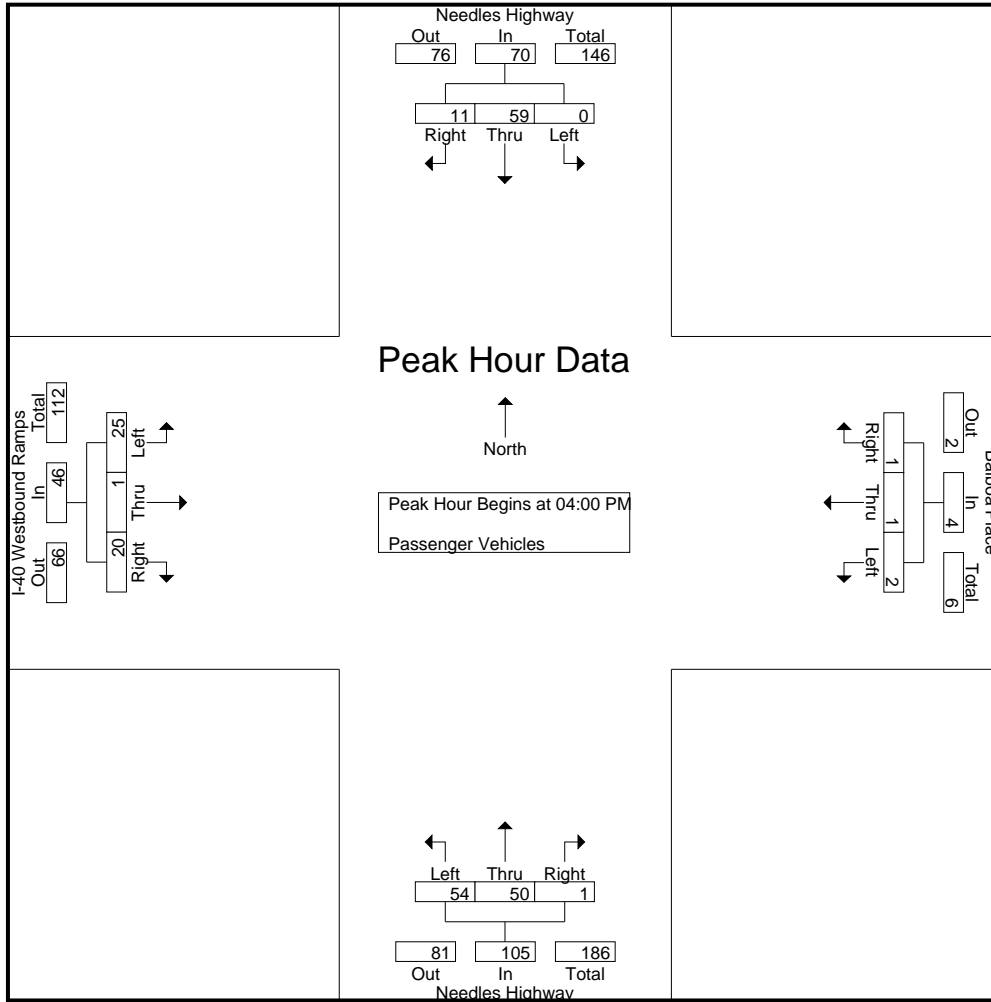 Needles Highway
Out In Total
76 70 146
11 59 0
Right Thru Left
Peak Hour Data
North
Peak Hour Begins at 04:00 PM
Passenger Vehicles
I-40 Westbound Ramps
Out In Total
66 46 112
20 1 25
Right Thru Left
Balboa Place
Out In Total
2 4 6
1 1 2
Right Thru Left
Left Thru Right
54 50 1
81 105 186
Out In Total
Needles Highway